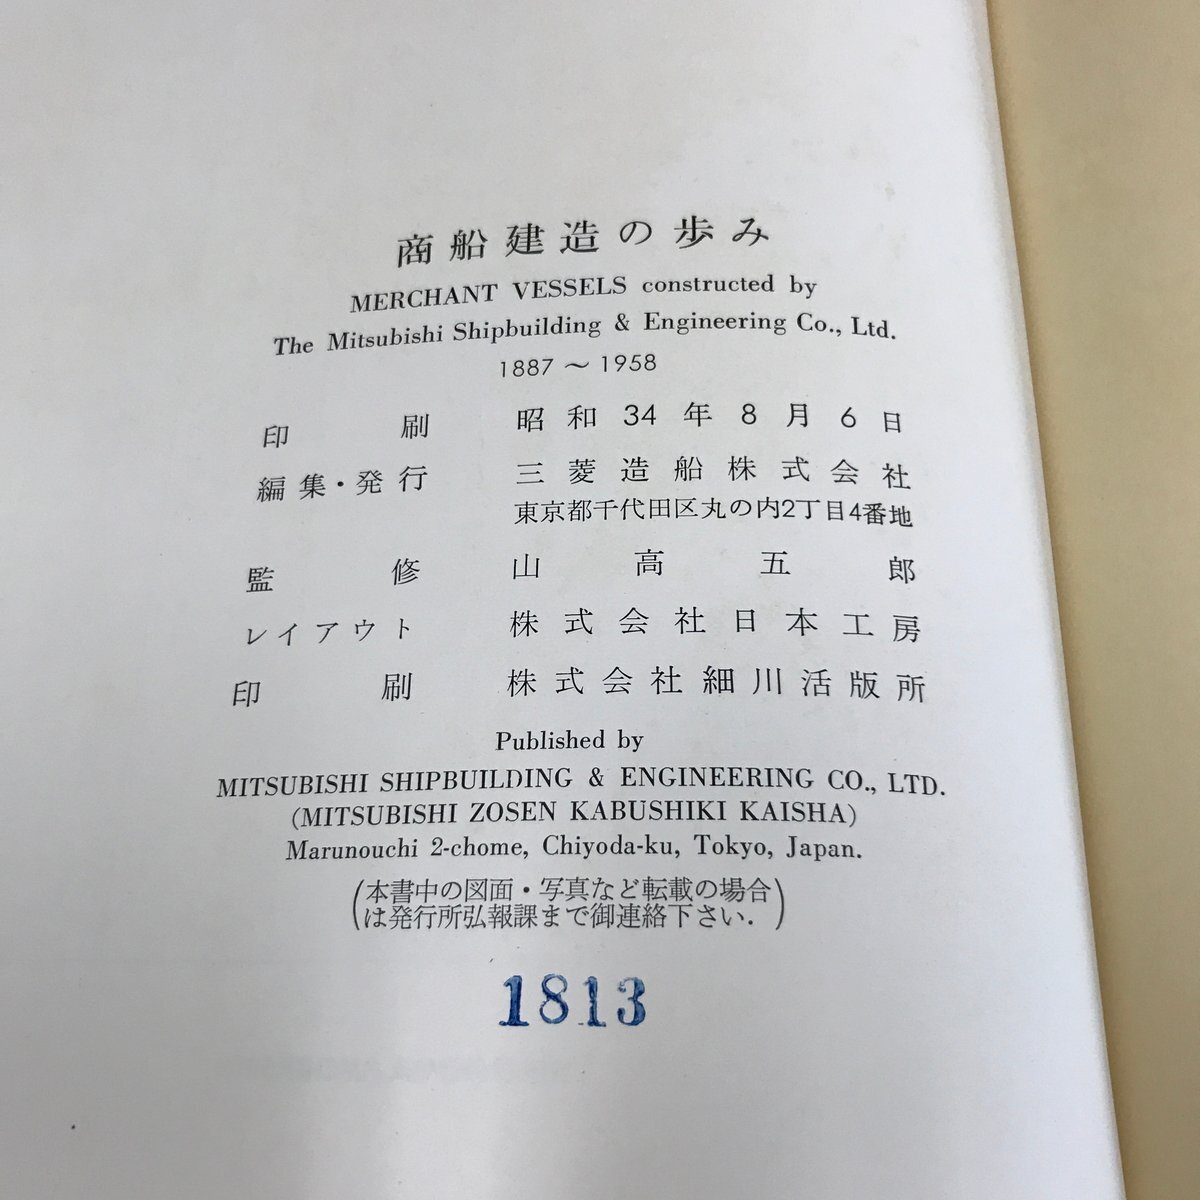 商船建造の歩み
MERCHANT VESSELS constructed by
The Mitsubishi Shipbuilding & Engineering Co., Ltd.
1887 ～ 1958
印刷 昭和34年8月6日
編集・発行 三菱造船株式会社
東京都千代田区丸の内2丁目4番地
監修 山高五郎
レイアウト 株式会社日本工房
印刷 株式会社細川活版所
Published by
MITSUBISHI SHIPBUILDING & ENGINEERING CO., LTD.
(MITSUBISHI ZOSEN KABUSHIKI KAISHA)
Marunouchi 2-chome, Chiyoda-ku, Tokyo, Japan.
(本書中の図面・写真など転載の場合
は発行所弘報課まで御連絡下さい.)
1813